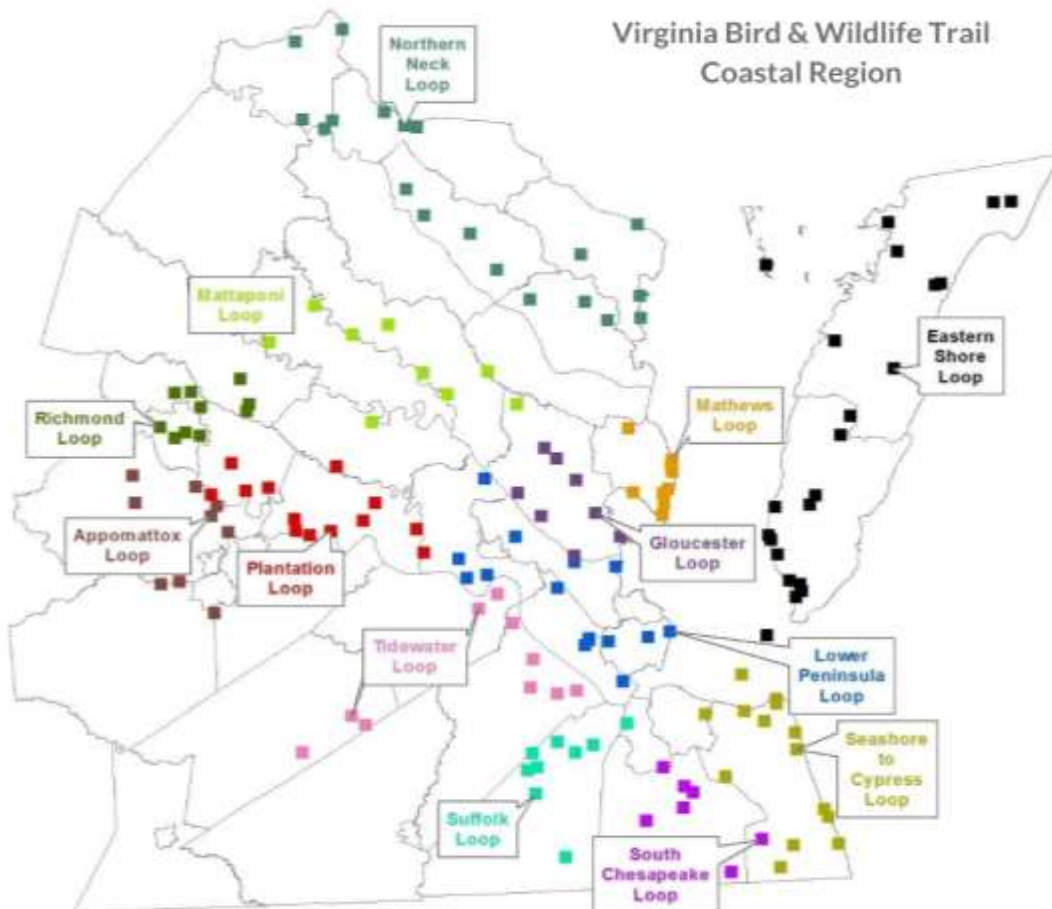 Virginia Bird & Wildlife Trail
Coastal Region
Northern
Neck
Loop
Mattaponi
Loop
Eastern
Shore
Loop
Richmond
Loop
Mathews
Loop
Appomattox
Loop
Plantation
Loop
Gloucester
Loop
Tidewater
Loop
Lower
Peninsula
Loop
Seashore
to
Cypress
Loop
Suffolk
Loop
South
Chesapeake
Loop